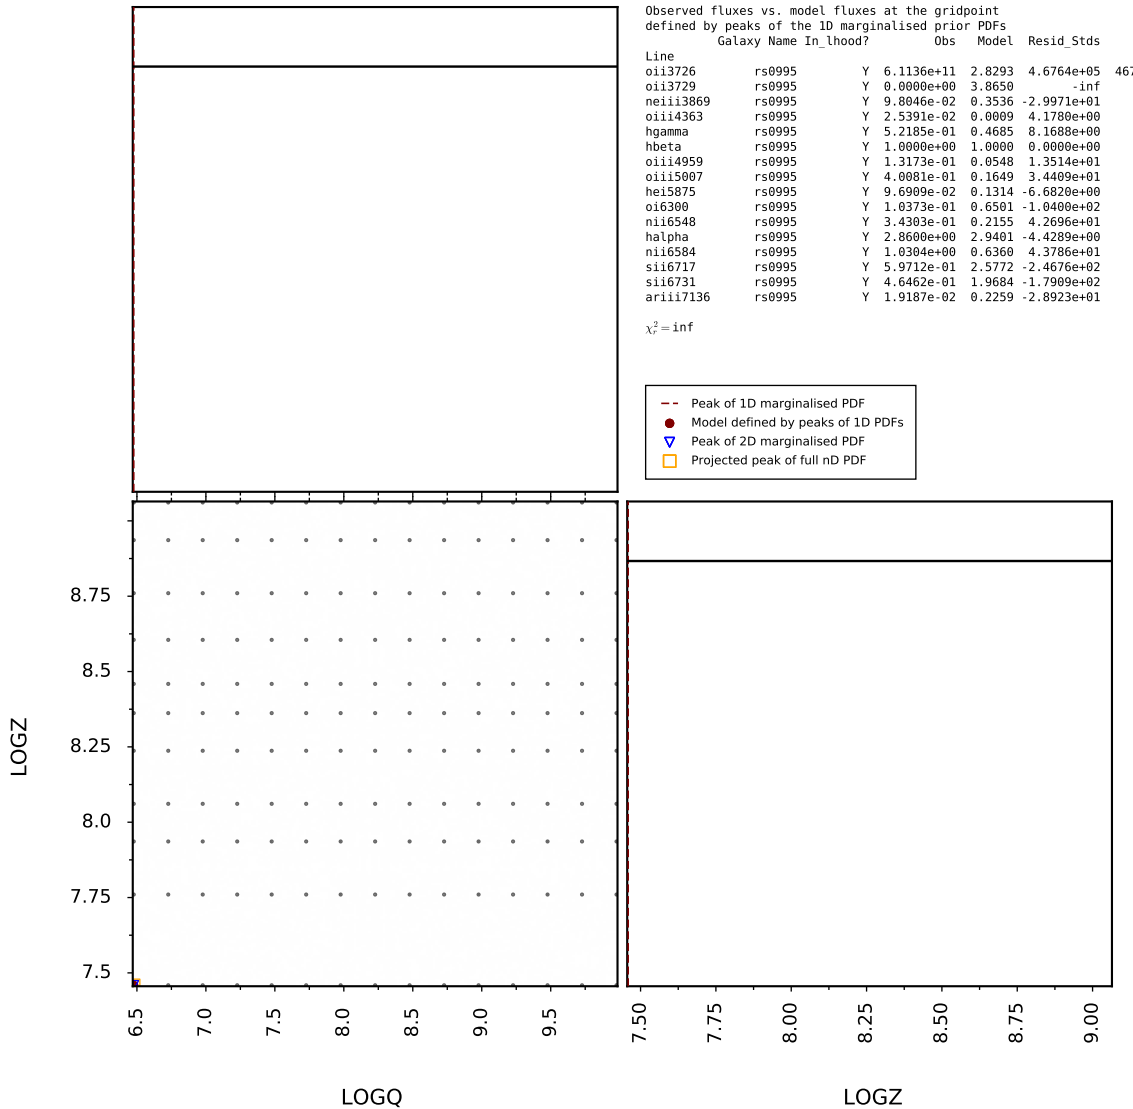 Observed fluxes vs. model fluxes at the gridpoint
defined by peaks of the 1D marginalised prior PDFs
Galaxy Name In_lhood? Obs Model Resid_Stds
Line
oii3726 rs0995 Y 6.1136e+11 2.8293 4.6764e+05 467
oii3729 rs0995 Y 0.0000e+00 3.8650 -inf
neiii3869 rs0995 Y 9.8046e-02 0.3536 -2.9971e+01
oiii4363 rs0995 Y 2.5391e-02 0.0009 4.1780e+00
hgamma rs0995 Y 5.2185e-01 0.4685 8.1688e+00
hbeta rs0995 Y 1.0000e+00 1.0000 0.0000e+00
oiii4959 rs0995 Y 1.3173e-01 0.0548 1.3514e+01
oiii5007 rs0995 Y 4.0081e-01 0.1649 3.4409e+01
hei5875 rs0995 Y 9.6909e-02 0.1314 -6.6820e+00
oi6300 rs0995 Y 1.0373e-01 0.6501 -1.0400e+02
nii6548 rs0995 Y 3.4303e-01 0.2155 4.2696e+01
halpha rs0995 Y 2.8600e+00 2.9401 -4.4289e+00
nii6584 rs0995 Y 1.0304e+00 0.6360 4.3786e+01
sii6717 rs0995 Y 5.9712e-01 2.5772 -2.4676e+02
sii6731 rs0995 Y 4.6462e-01 1.9684 -1.7909e+02
ariii7136 rs0995 Y 1.9187e-02 0.2259 -2.8923e+01
χ²ᵣ = inf
Peak of 1D marginalised PDF
Model defined by peaks of 1D PDFs
Peak of 2D marginalised PDF
Projected peak of full nD PDF
8.75
8.5
8.25
8.0
7.75
7.5
LOGZ
6.5 7.0 7.5 8.0 8.5 9.0 9.5
LOGQ
7.50 7.75 8.00 8.25 8.50 8.75 9.00
LOGZ